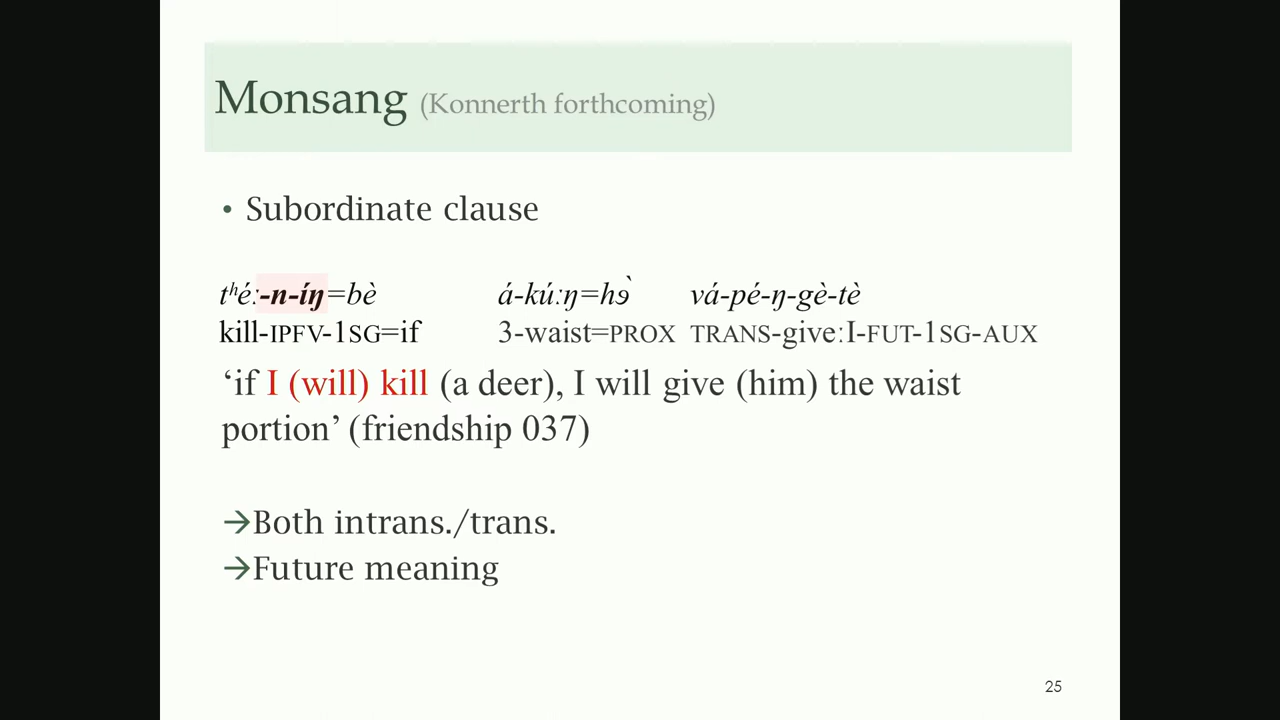 Monsang (Konnerth forthcoming)
• Subordinate clause
tʰéː-n-íŋ=bè á-kúːŋ=hɘ̀ vá-pé-ŋ-gè-tè
kill-IPFV-1SG=if 3-waist=PROX TRANS-give:I-FUT-1SG-AUX
‘if I (will) kill (a deer), I will give (him) the waist
portion’ (friendship 037)
→Both intrans./trans.
→Future meaning
25